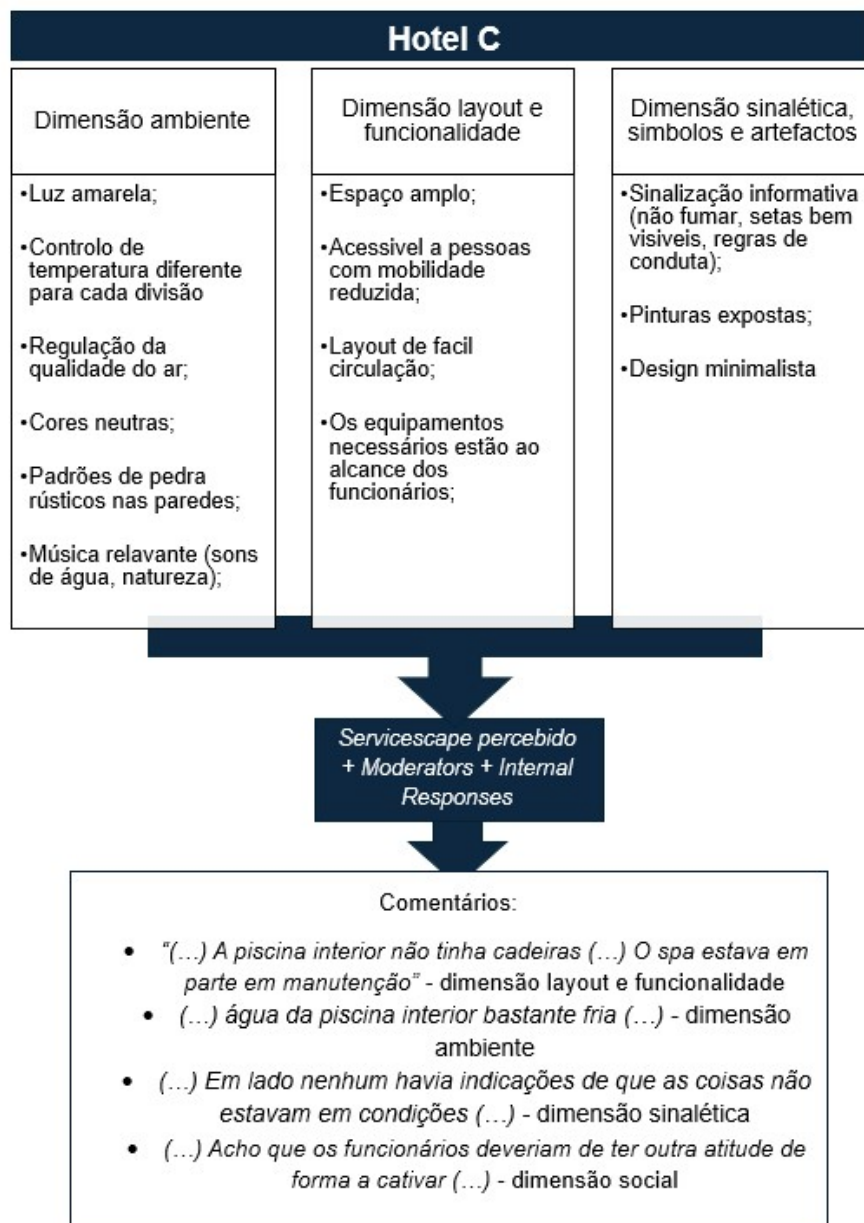 Hotel C
Dimensão ambiente
•Luz amarela;
•Controlo de
temperatura diferente
para cada divisão
•Regulação da
qualidade do ar;
•Cores neutras;
•Padrões de pedra
rústicos nas paredes;
•Música relavante (sons
de água, natureza);
Dimensão layout e
funcionalidade
•Espaço amplo;
•Acessivel a pessoas
com mobilidade
reduzida;
•Layout de facil
circulação;
•Os equipamentos
necessários estão ao
alcance dos
funcionários;
Dimensão sinalética,
simbolos e artefactos
•Sinalização informativa
(não fumar, setas bem
visiveis, regras de
conduta);
•Pinturas expostas;
•Design minimalista
Servicescape percebido
+ Moderators + Internal
Responses
Comentários:
• “(…) A piscina interior não tinha cadeiras (…) O spa estava em
parte em manutenção” - dimensão layout e funcionalidade
• (…) água da piscina interior bastante fria (…) - dimensão
ambiente
• (…) Em lado nenhum havia indicações de que as coisas não
estavam em condições (…) - dimensão sinalética
• (…) Acho que os funcionários deveriam de ter outra atitude de
forma a cativar (…) - dimensão social